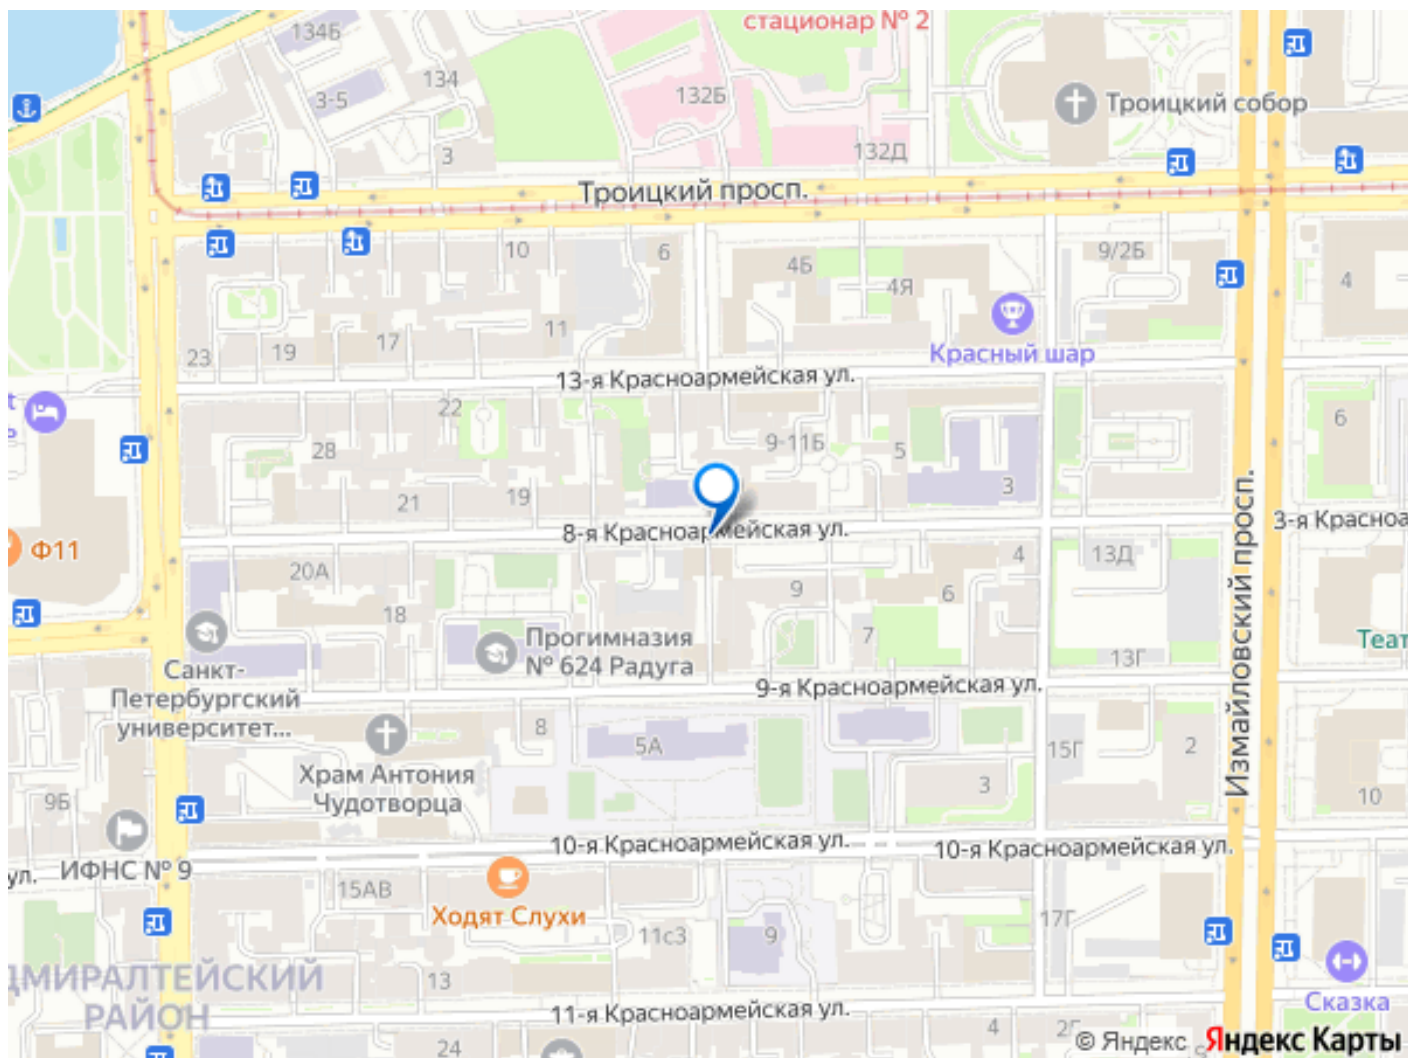 стационар № 2
134Б
134
3-5
132Б
Троицкий собор
132Д
3
Троицкий просп.
10
6
4Б
9/2Б
4Я
4
11
17
19
23
Красный шар
13-я Красноармейская ул.
22
28
9-11Б
5
6
21
19
3
8-я Красноармейская ул.
3-я Красноа
Ф11
20А
4
13Д
18
9
6
7
Прогимназия
№ 624 Радуга
Теат
13Г
Санкт-
Петербургский
университет...
9-я Красноармейская ул.
Измайловский просп.
8
5А
15Г
2
Храм Антония
Чудотворца
3
9Б
10
10-я Красноармейская ул.
10-я Красноармейская ул.
ул.
ИФНС № 9
15АВ
Ходят Слухи
17Г
11с3
9
ДМИРАЛТЕЙСКИЙ
РАЙОН
13
Сказка
11-я Красноармейская ул.
24
4
© Яндекс Яндекс Карты